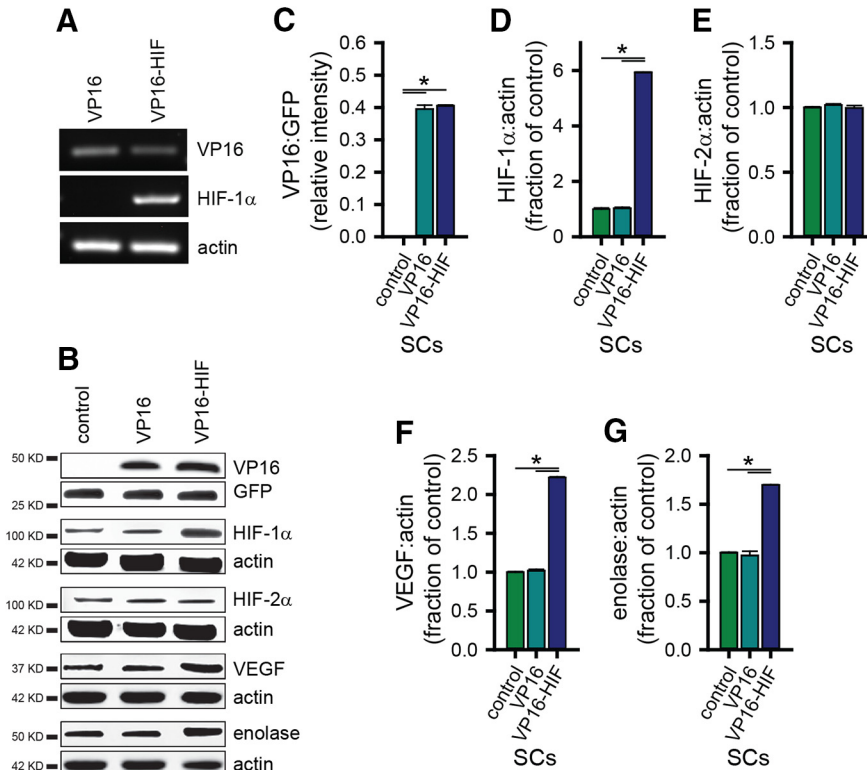 A
VP16
VP16-HIF
VP16
HIF-1α
actin
B
control
VP16
VP16-HIF
50 KD
VP16
GFP
25 KD
100 KD
HIF-1α
42 KD
actin
HIF-2α
100 KD
42 KD
actin
37 KD
VEGF
42 KD
actin
50 KD
enolase
42 KD
actin
C
VP16:GFP
(relative intensity)
0.6
0.5
0.4
0.3
0.2
0.1
0.0
*
control
VP16
VP16-HIF
SCs
D
HIF-1α:actin
(fraction of control)
6
4
2
0
*
control
VP16
VP16-HIF
SCs
E
HIF-2α:actin
(fraction of control)
1.5
1.0
0.5
0.0
control
VP16
VP16-HIF
SCs
F
VEGF:actin
(fraction of control)
2.5
2.0
1.5
1.0
0.5
0.0
*
control
VP16
VP16-HIF
SCs
G
enolase:actin
(fraction of control)
2.0
1.5
1.0
0.5
0.0
*
control
VP16
VP16-HIF
SCs